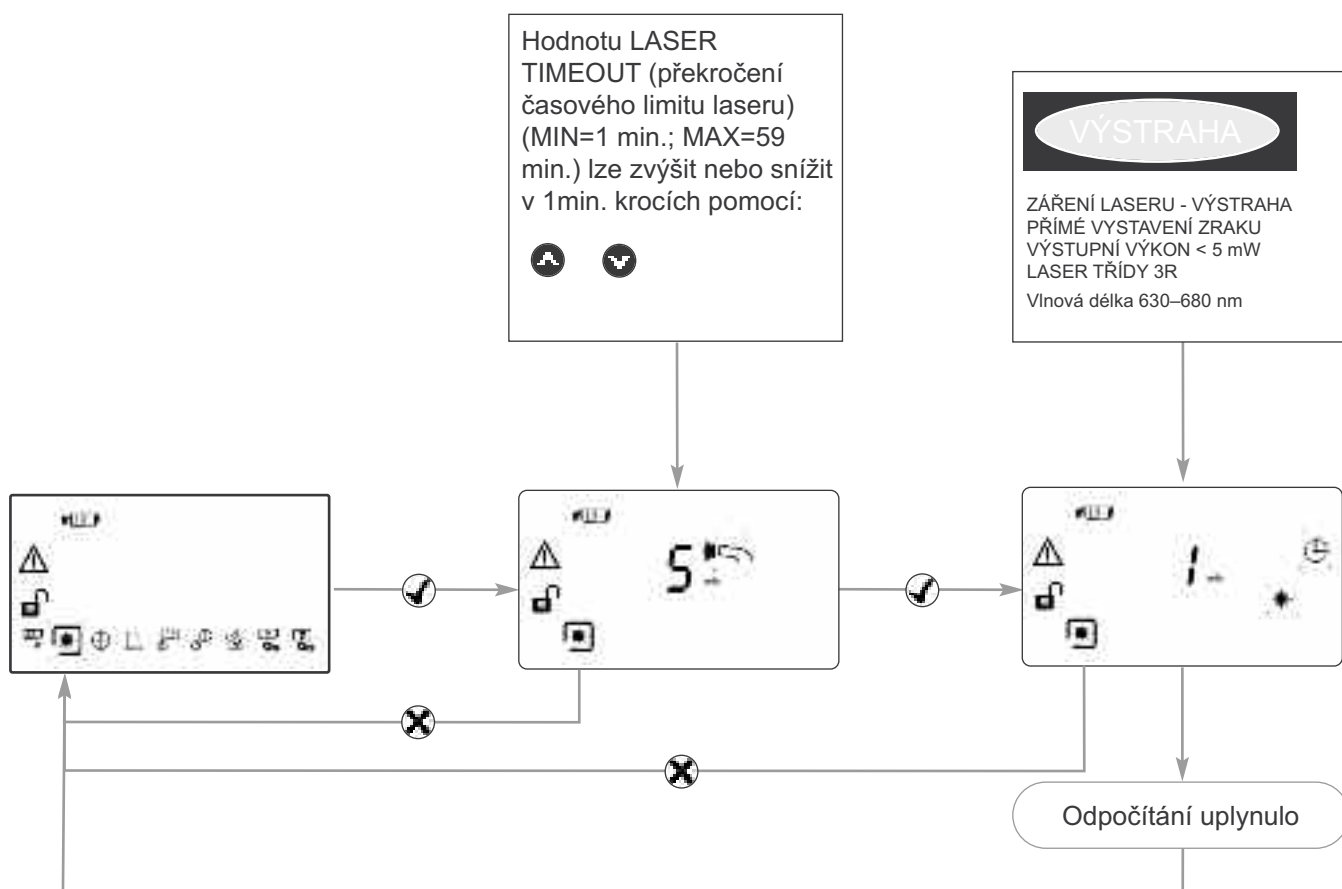 Hodnotu LASER
TIMEOUT (překročení
časového limitu laseru)
(MIN=1 min.; MAX=59
min.) lze zvýšit nebo snížit
v 1min. krocích pomocí:
VÝSTRAHA
ZÁŘENÍ LASERU - VÝSTRAHA
PŘÍMÉ VYSTAVENÍ ZRAKU
VÝSTUPNÍ VÝKON < 5 mW
LASER TŘÍDY 3R
Vlnová délka 630–680 nm
5
1
Odpočítání uplynulo